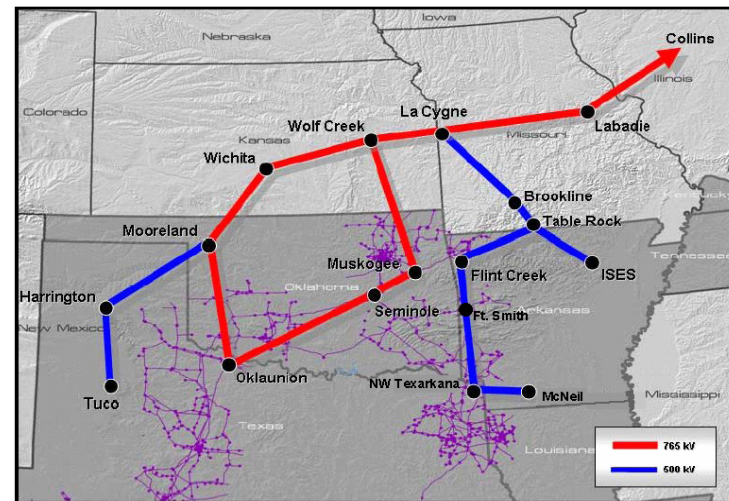 Iowa
Nebraska
Collins
Illinois
Colorado
La Cygne
Wolf Creek
Kansas
Missouri
Labadie
Wichita
Brookline
Kentucky
Mooreland
Table Rock
Tennessee
Muskogee
Flint Creek
ISES
Oklahoma
Harrington
Seminole
Arkansas
New Mexico
Ft. Smith
Oklaunion
NW Texarkana
McNeil
Mississippi
Tuco
Texas
Louisiana
765 kV
500 kV